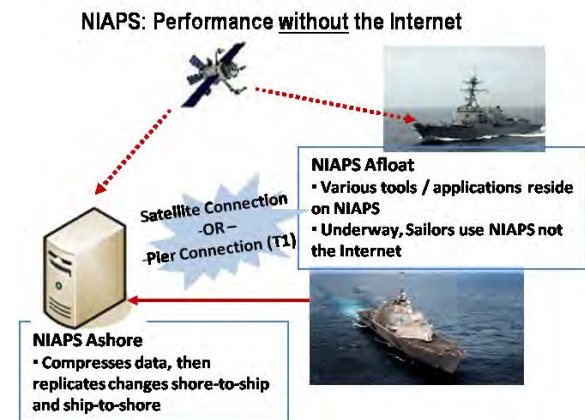 NIAPS: Performance without the Internet
NIAPS Afloat
▪ Various tools / applications reside
on NIAPS
▪ Underway, Sailors use NIAPS not
the Internet
Satellite Connection
-OR –
-Pier Connection (T1)
NIAPS Ashore
▪ Compresses data, then
replicates changes shore-to-ship
and ship-to-shore